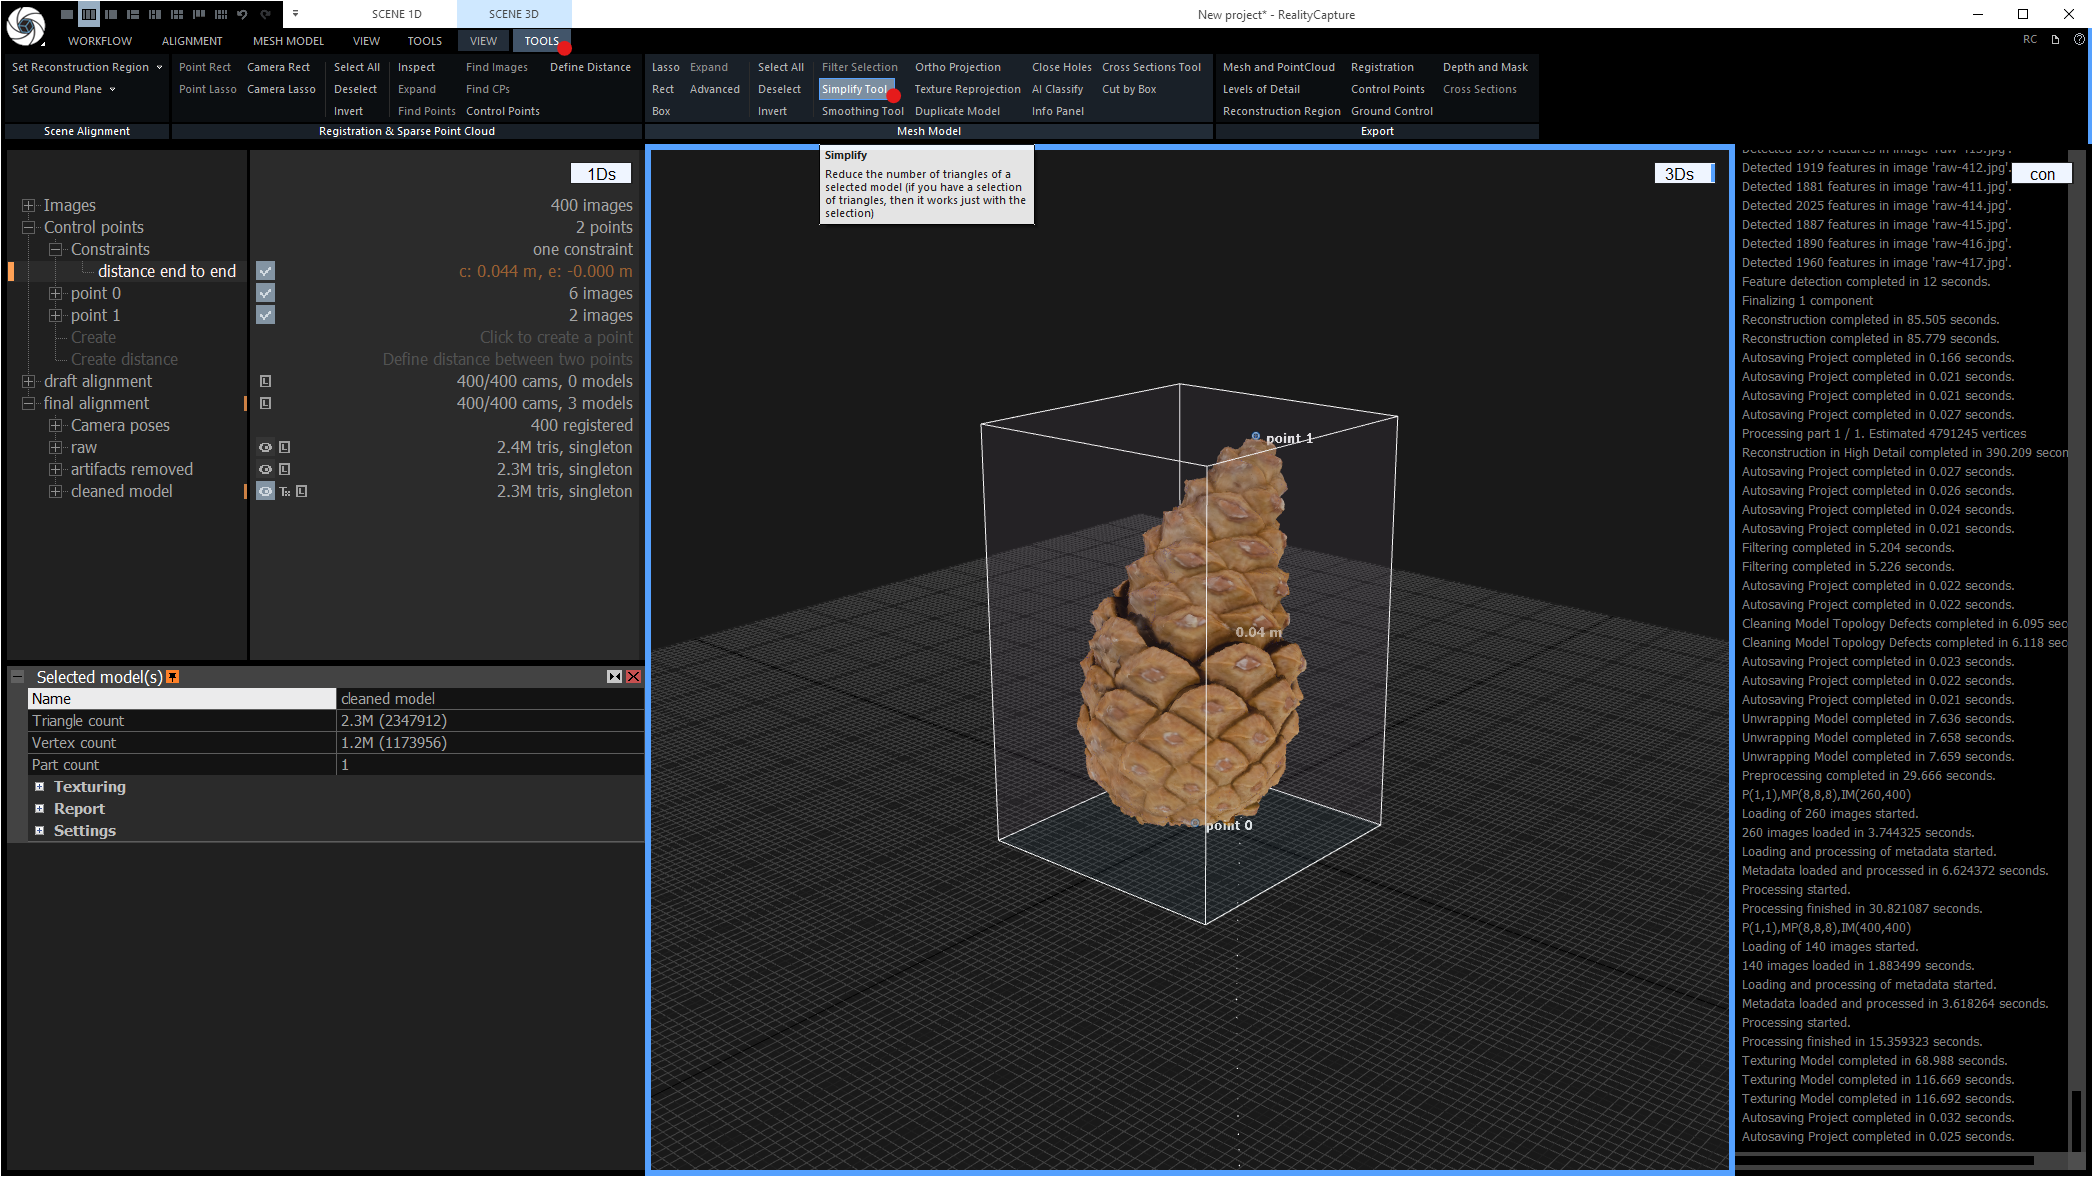 SCENE 1D
SCENE 3D
New project* - RealityCapture
WORKFLOW
ALIGNMENT
MESH MODEL
VIEW
TOOLS
VIEW
TOOLS
RC
Set Reconstruction Region
Set Ground Plane
Scene Alignment
Point Rect
Camera Rect
Select All
Inspect
Find Images
Define Distance
Point Lasso
Camera Lasso
Deselect
Expand
Find CPs
Invert
Find Points
Control Points
Registration & Sparse Point Cloud
Lasso
Expand
Select All
Filter Selection
Ortho Projection
Close Holes
Cross Sections Tool
Rect
Advanced
Deselect
Simplify Tool
Texture Reprojection
AI Classify
Cut by Box
Box
Invert
Smoothing Tool
Duplicate Model
Info Panel
Mesh Model
Mesh and PointCloud
Registration
Depth and Mask
Levels of Detail
Control Points
Cross Sections
Reconstruction Region
Ground Control
Export
Simplify
Reduce the number of triangles of a
selected model (if you have a selection
of triangles, then it works just with the
selection)
1Ds
Images 400 images
Control points 2 points
Constraints one constraint
distance end to end c: 0.044 m, e: -0.000 m
point 0 6 images
point 1 2 images
Create Click to create a point
Create distance Define distance between two points
draft alignment L 400/400 cams, 0 models
final alignment L 400/400 cams, 3 models
Camera poses 400 registered
raw L 2.4M tris, singleton
artifacts removed L 2.3M tris, singleton
cleaned model Tx L 2.3M tris, singleton
Selected model(s)
Name cleaned model
Triangle count 2.3M (2347912)
Vertex count 1.2M (1173956)
Part count 1
Texturing
Report
Settings
3Ds
point 1
0.04 m
point 0
con
Detected 1919 features in image 'raw-412.jpg'.
Detected 1881 features in image 'raw-411.jpg'.
Detected 2025 features in image 'raw-414.jpg'.
Detected 1887 features in image 'raw-415.jpg'.
Detected 1890 features in image 'raw-416.jpg'.
Detected 1960 features in image 'raw-417.jpg'.
Feature detection completed in 12 seconds.
Finalizing 1 component
Reconstruction completed in 85.505 seconds.
Reconstruction completed in 85.779 seconds.
Autosaving Project completed in 0.166 seconds.
Autosaving Project completed in 0.021 seconds.
Autosaving Project completed in 0.021 seconds.
Autosaving Project completed in 0.027 seconds.
Processing part 1 / 1. Estimated 4791245 vertices
Reconstruction in High Detail completed in 390.209 secon
Autosaving Project completed in 0.027 seconds.
Autosaving Project completed in 0.026 seconds.
Autosaving Project completed in 0.024 seconds.
Autosaving Project completed in 0.021 seconds.
Filtering completed in 5.204 seconds.
Filtering completed in 5.226 seconds.
Autosaving Project completed in 0.022 seconds.
Autosaving Project completed in 0.022 seconds.
Cleaning Model Topology Defects completed in 6.095 sec
Cleaning Model Topology Defects completed in 6.118 sec
Autosaving Project completed in 0.023 seconds.
Autosaving Project completed in 0.022 seconds.
Autosaving Project completed in 0.021 seconds.
Unwrapping Model completed in 7.636 seconds.
Unwrapping Model completed in 7.658 seconds.
Unwrapping Model completed in 7.659 seconds.
Preprocessing completed in 29.666 seconds.
P(1,1),MP(8,8,8),IM(260,400)
Loading of 260 images started.
260 images loaded in 3.744325 seconds.
Loading and processing of metadata started.
Metadata loaded and processed in 6.624372 seconds.
Processing started.
Processing finished in 30.821087 seconds.
P(1,1),MP(8,8,8),IM(400,400)
Loading of 140 images started.
140 images loaded in 1.883499 seconds.
Loading and processing of metadata started.
Metadata loaded and processed in 3.618264 seconds.
Processing started.
Processing finished in 15.359323 seconds.
Texturing Model completed in 68.988 seconds.
Texturing Model completed in 116.669 seconds.
Texturing Model completed in 116.692 seconds.
Autosaving Project completed in 0.032 seconds.
Autosaving Project completed in 0.025 seconds.